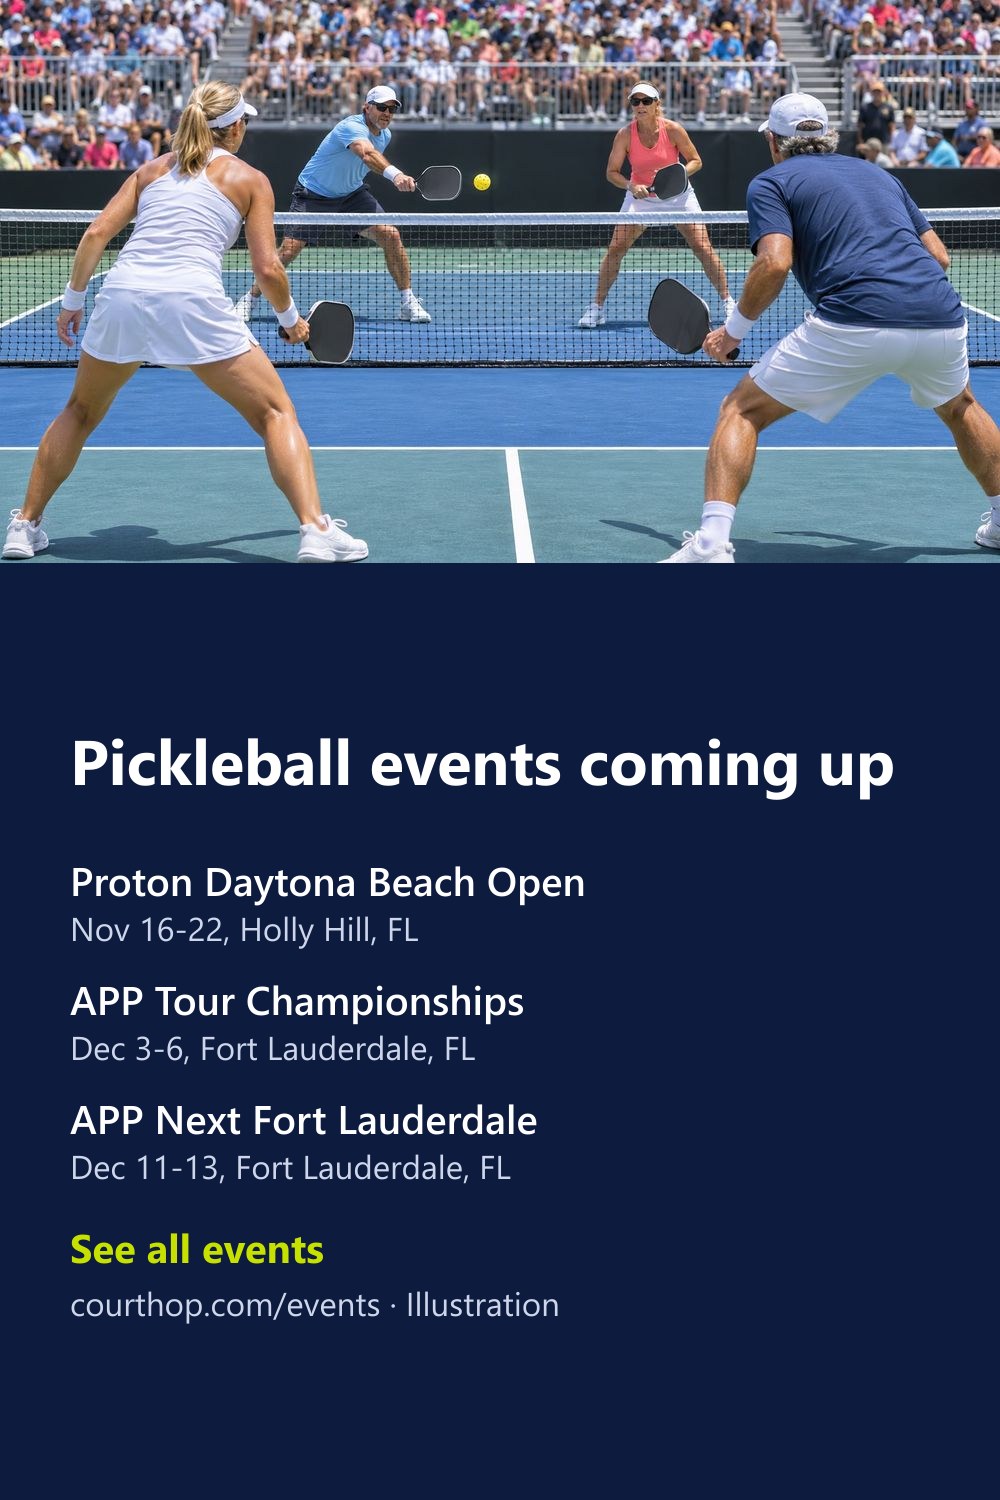 Pickleball events coming up
Proton Daytona Beach Open
Nov 16-22, Holly Hill, FL
APP Tour Championships
Dec 3-6, Fort Lauderdale, FL
APP Next Fort Lauderdale
Dec 11-13, Fort Lauderdale, FL
See all events
courthop.com/events · Illustration